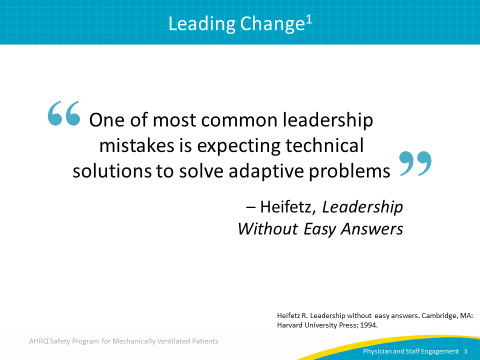 Leading Change¹
“One of most common leadership
mistakes is expecting technical
solutions to solve adaptive problems”
– Heifetz, Leadership
Without Easy Answers
Heifetz R. Leadership without easy answers. Cambridge, MA:
Harvard University Press; 1994.
AHRQ Safety Program for Mechanically Ventilated Patients
Physician and Staff Engagement 3